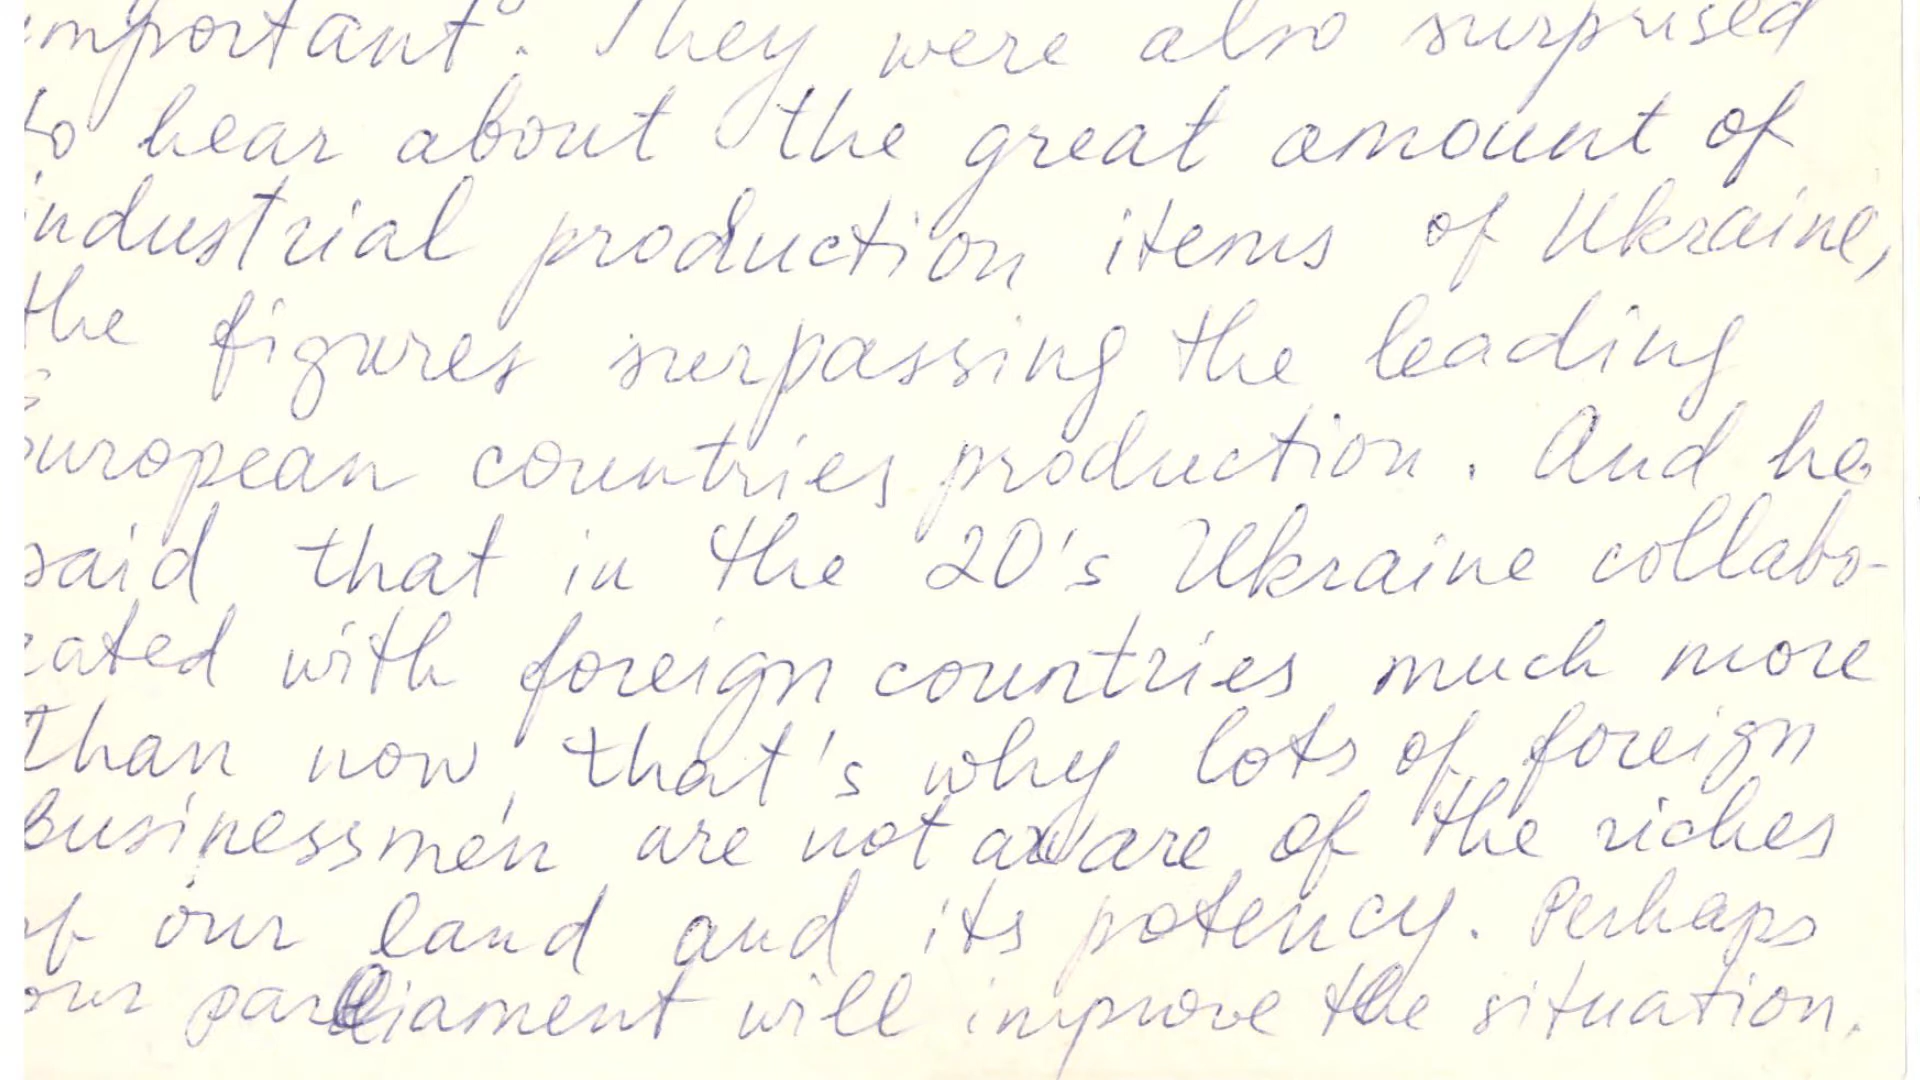 important. They were also surprised
to hear about the great amount of
industrial production items of Ukraine,
the figures surpassing the leading
European countries production. And he
said that in the 20's Ukraine collabo-
rated with foreign countries much more
than now, that's why lots of foreign
businessmen are not aware of the riches
of our land and its potency. Perhaps
our parliament will improve the situation.